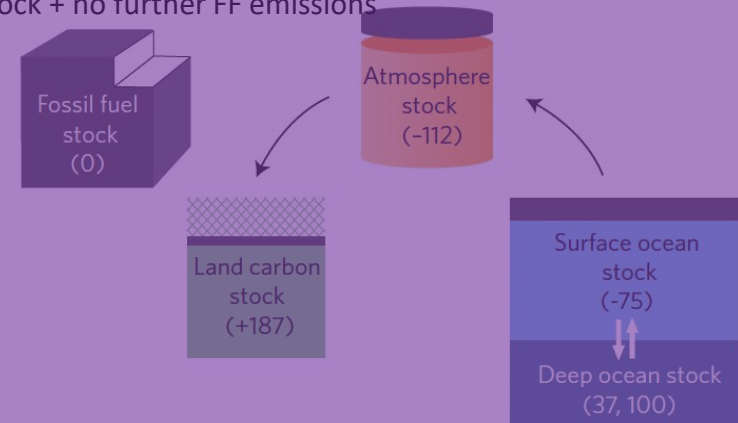 ock + no further FF emissions
Fossil fuel
stock
(0)
Atmosphere
stock
(–112)
Land carbon
stock
(+187)
Surface ocean
stock
(-75)
Deep ocean stock
(37, 100)